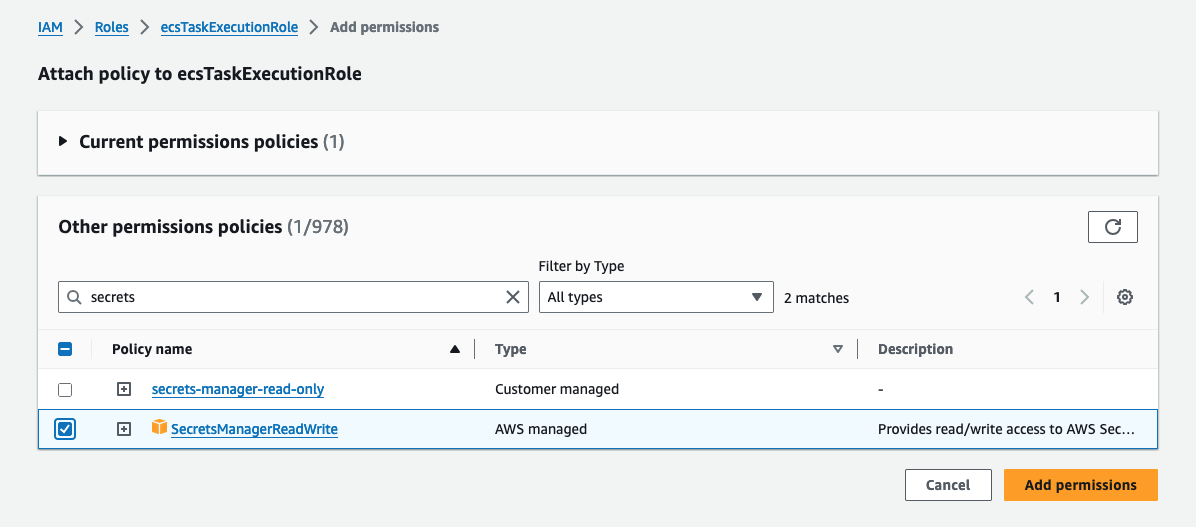 IAM > Roles > ecsTaskExecutionRole > Add permissions
Attach policy to ecsTaskExecutionRole
Current permissions policies (1)
Other permissions policies (1/978)
Filter by Type
secrets All types 2 matches 1
Policy name Type Description
secrets-manager-read-only Customer managed -
SecretsManagerReadWrite AWS managed Provides read/write access to AWS Sec...
Cancel Add permissions